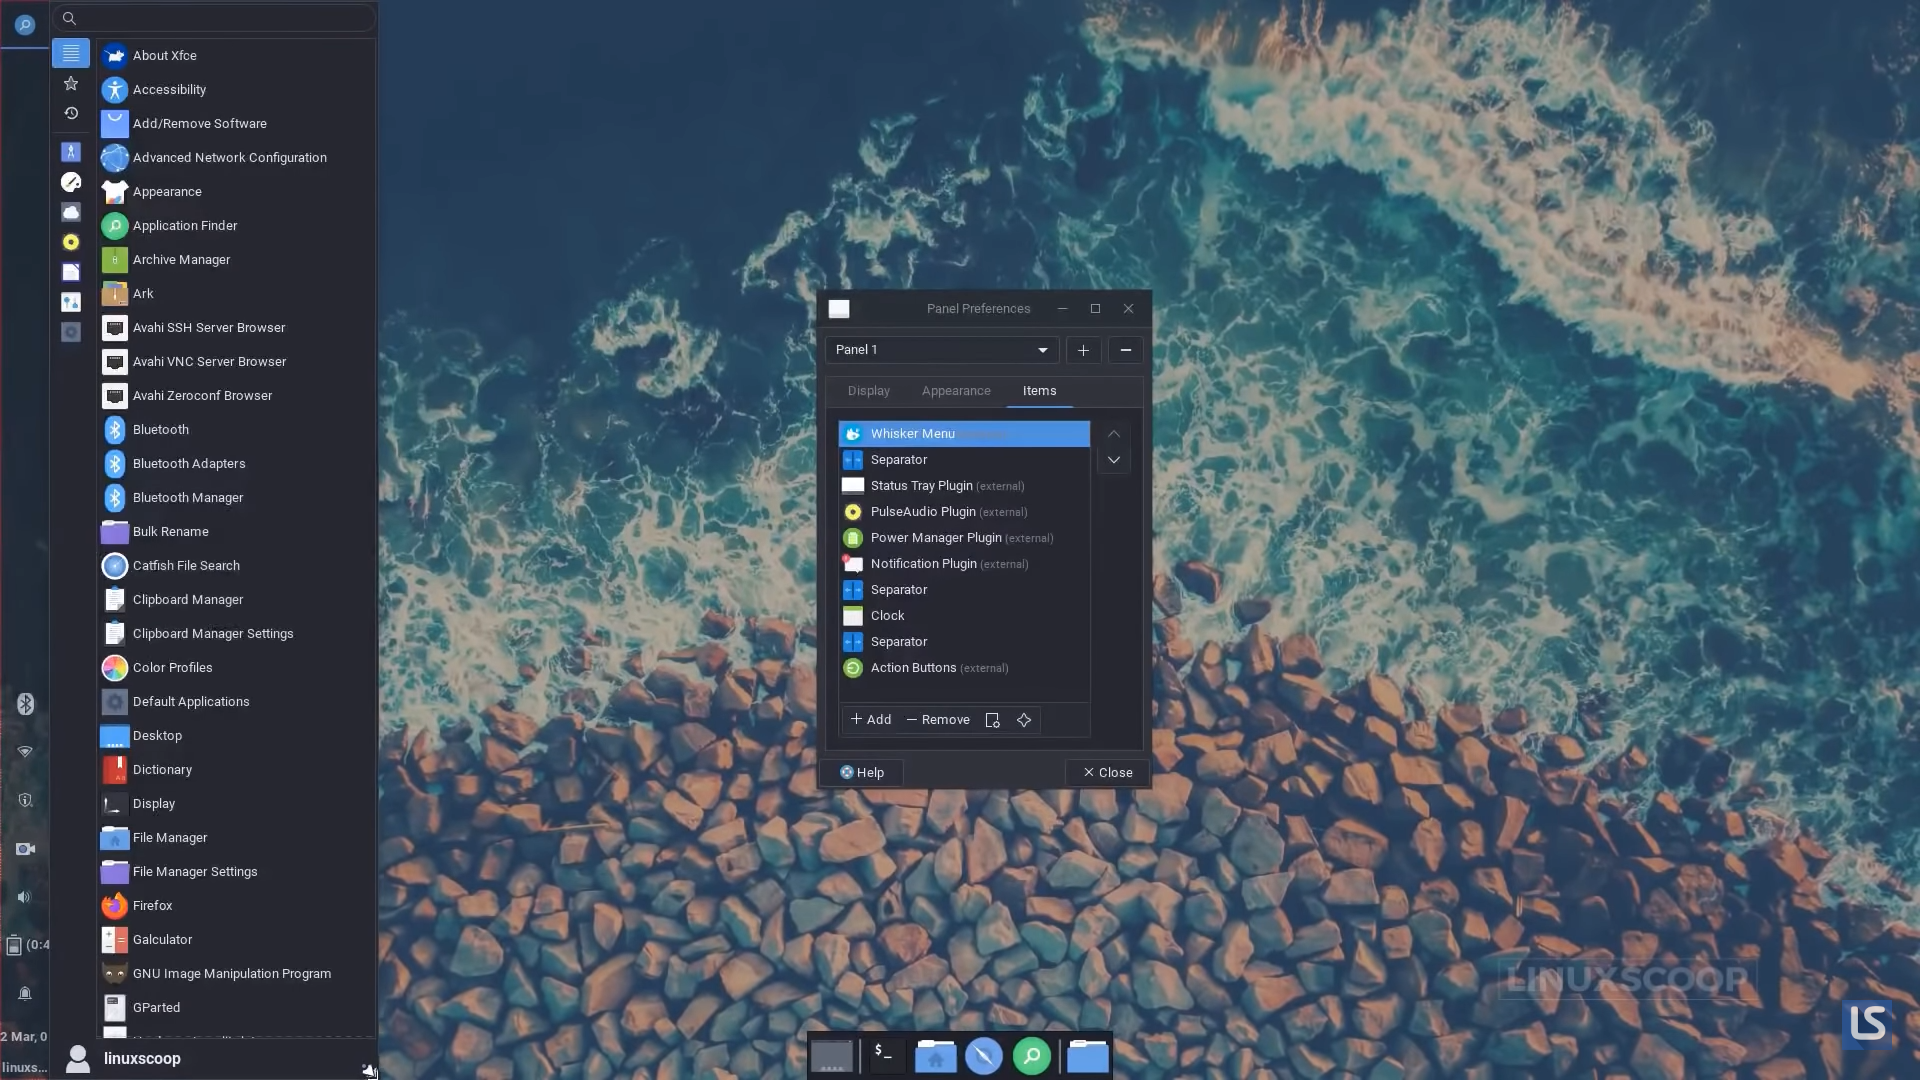 About Xfce
Accessibility
Add/Remove Software
Advanced Network Configuration
Appearance
Application Finder
Archive Manager
Ark
Avahi SSH Server Browser
Avahi VNC Server Browser
Avahi Zeroconf Browser
Bluetooth
Bluetooth Adapters
Bluetooth Manager
Bulk Rename
Catfish File Search
Clipboard Manager
Clipboard Manager Settings
Color Profiles
Default Applications
Desktop
Dictionary
Display
File Manager
File Manager Settings
Firefox
Galculator
GNU Image Manipulation Program
GParted
linuxscoop
(0:4
2 Mar, 0
linuxs...
Panel Preferences
Panel 1
Display Appearance Items
Whisker Menu
Separator
Status Tray Plugin (external)
PulseAudio Plugin (external)
Power Manager Plugin (external)
Notification Plugin (external)
Separator
Clock
Separator
Action Buttons (external)
+ Add − Remove
Help
Close
$_
LINUXSCOOP
LS